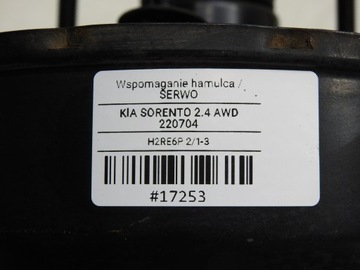 Wspomaganie hamulca /
SERWO
KIA SORENTO 2.4 AWD
220704
H2RE6P 2/1-3
#17253